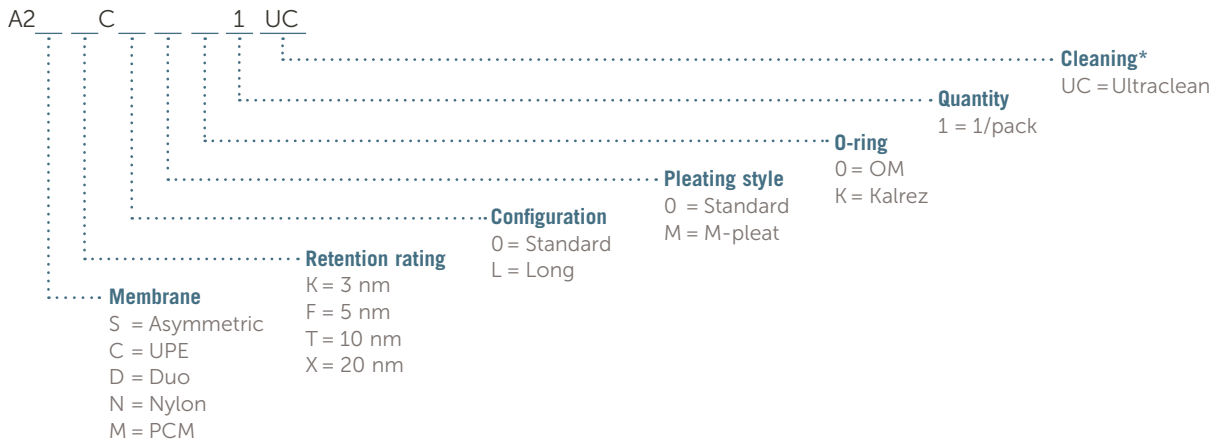 A2__ __C__ __ __ 1 UC
Cleaning*
UC = Ultraclean
Quantity
1 = 1/pack
O-ring
0 = OM
K = Kalrez
Pleating style
0 = Standard
M = M-pleat
Configuration
0 = Standard
L = Long
Retention rating
K = 3 nm
F = 5 nm
T = 10 nm
X = 20 nm
Membrane
S = Asymmetric
C = UPE
D = Duo
N = Nylon
M = PCM